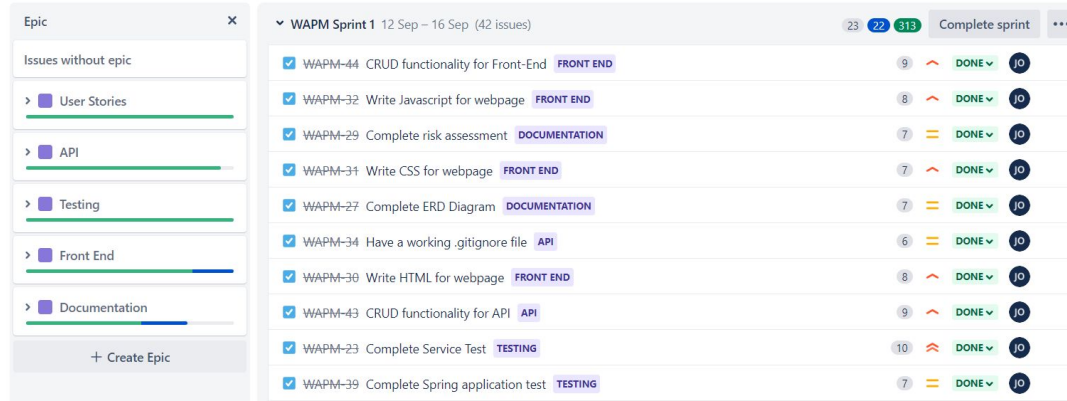 Epic ×
Issues without epic
User Stories
API
Testing
Front End
Documentation
+ Create Epic
WAPM Sprint 1 12 Sep – 16 Sep (42 issues) 23 22 313 Complete sprint •••
WAPM-44 CRUD functionality for Front-End FRONT END 9 DONE JO
WAPM-32 Write Javascript for webpage FRONT END 8 DONE JO
WAPM-29 Complete risk assessment DOCUMENTATION 7 DONE JO
WAPM-31 Write CSS for webpage FRONT END 7 DONE JO
WAPM-27 Complete ERD Diagram DOCUMENTATION 7 DONE JO
WAPM-34 Have a working .gitignore file API 6 DONE JO
WAPM-30 Write HTML for webpage FRONT END 8 DONE JO
WAPM-43 CRUD functionality for API API 9 DONE JO
WAPM-23 Complete Service Test TESTING 10 DONE JO
WAPM-39 Complete Spring application test TESTING 7 DONE JO